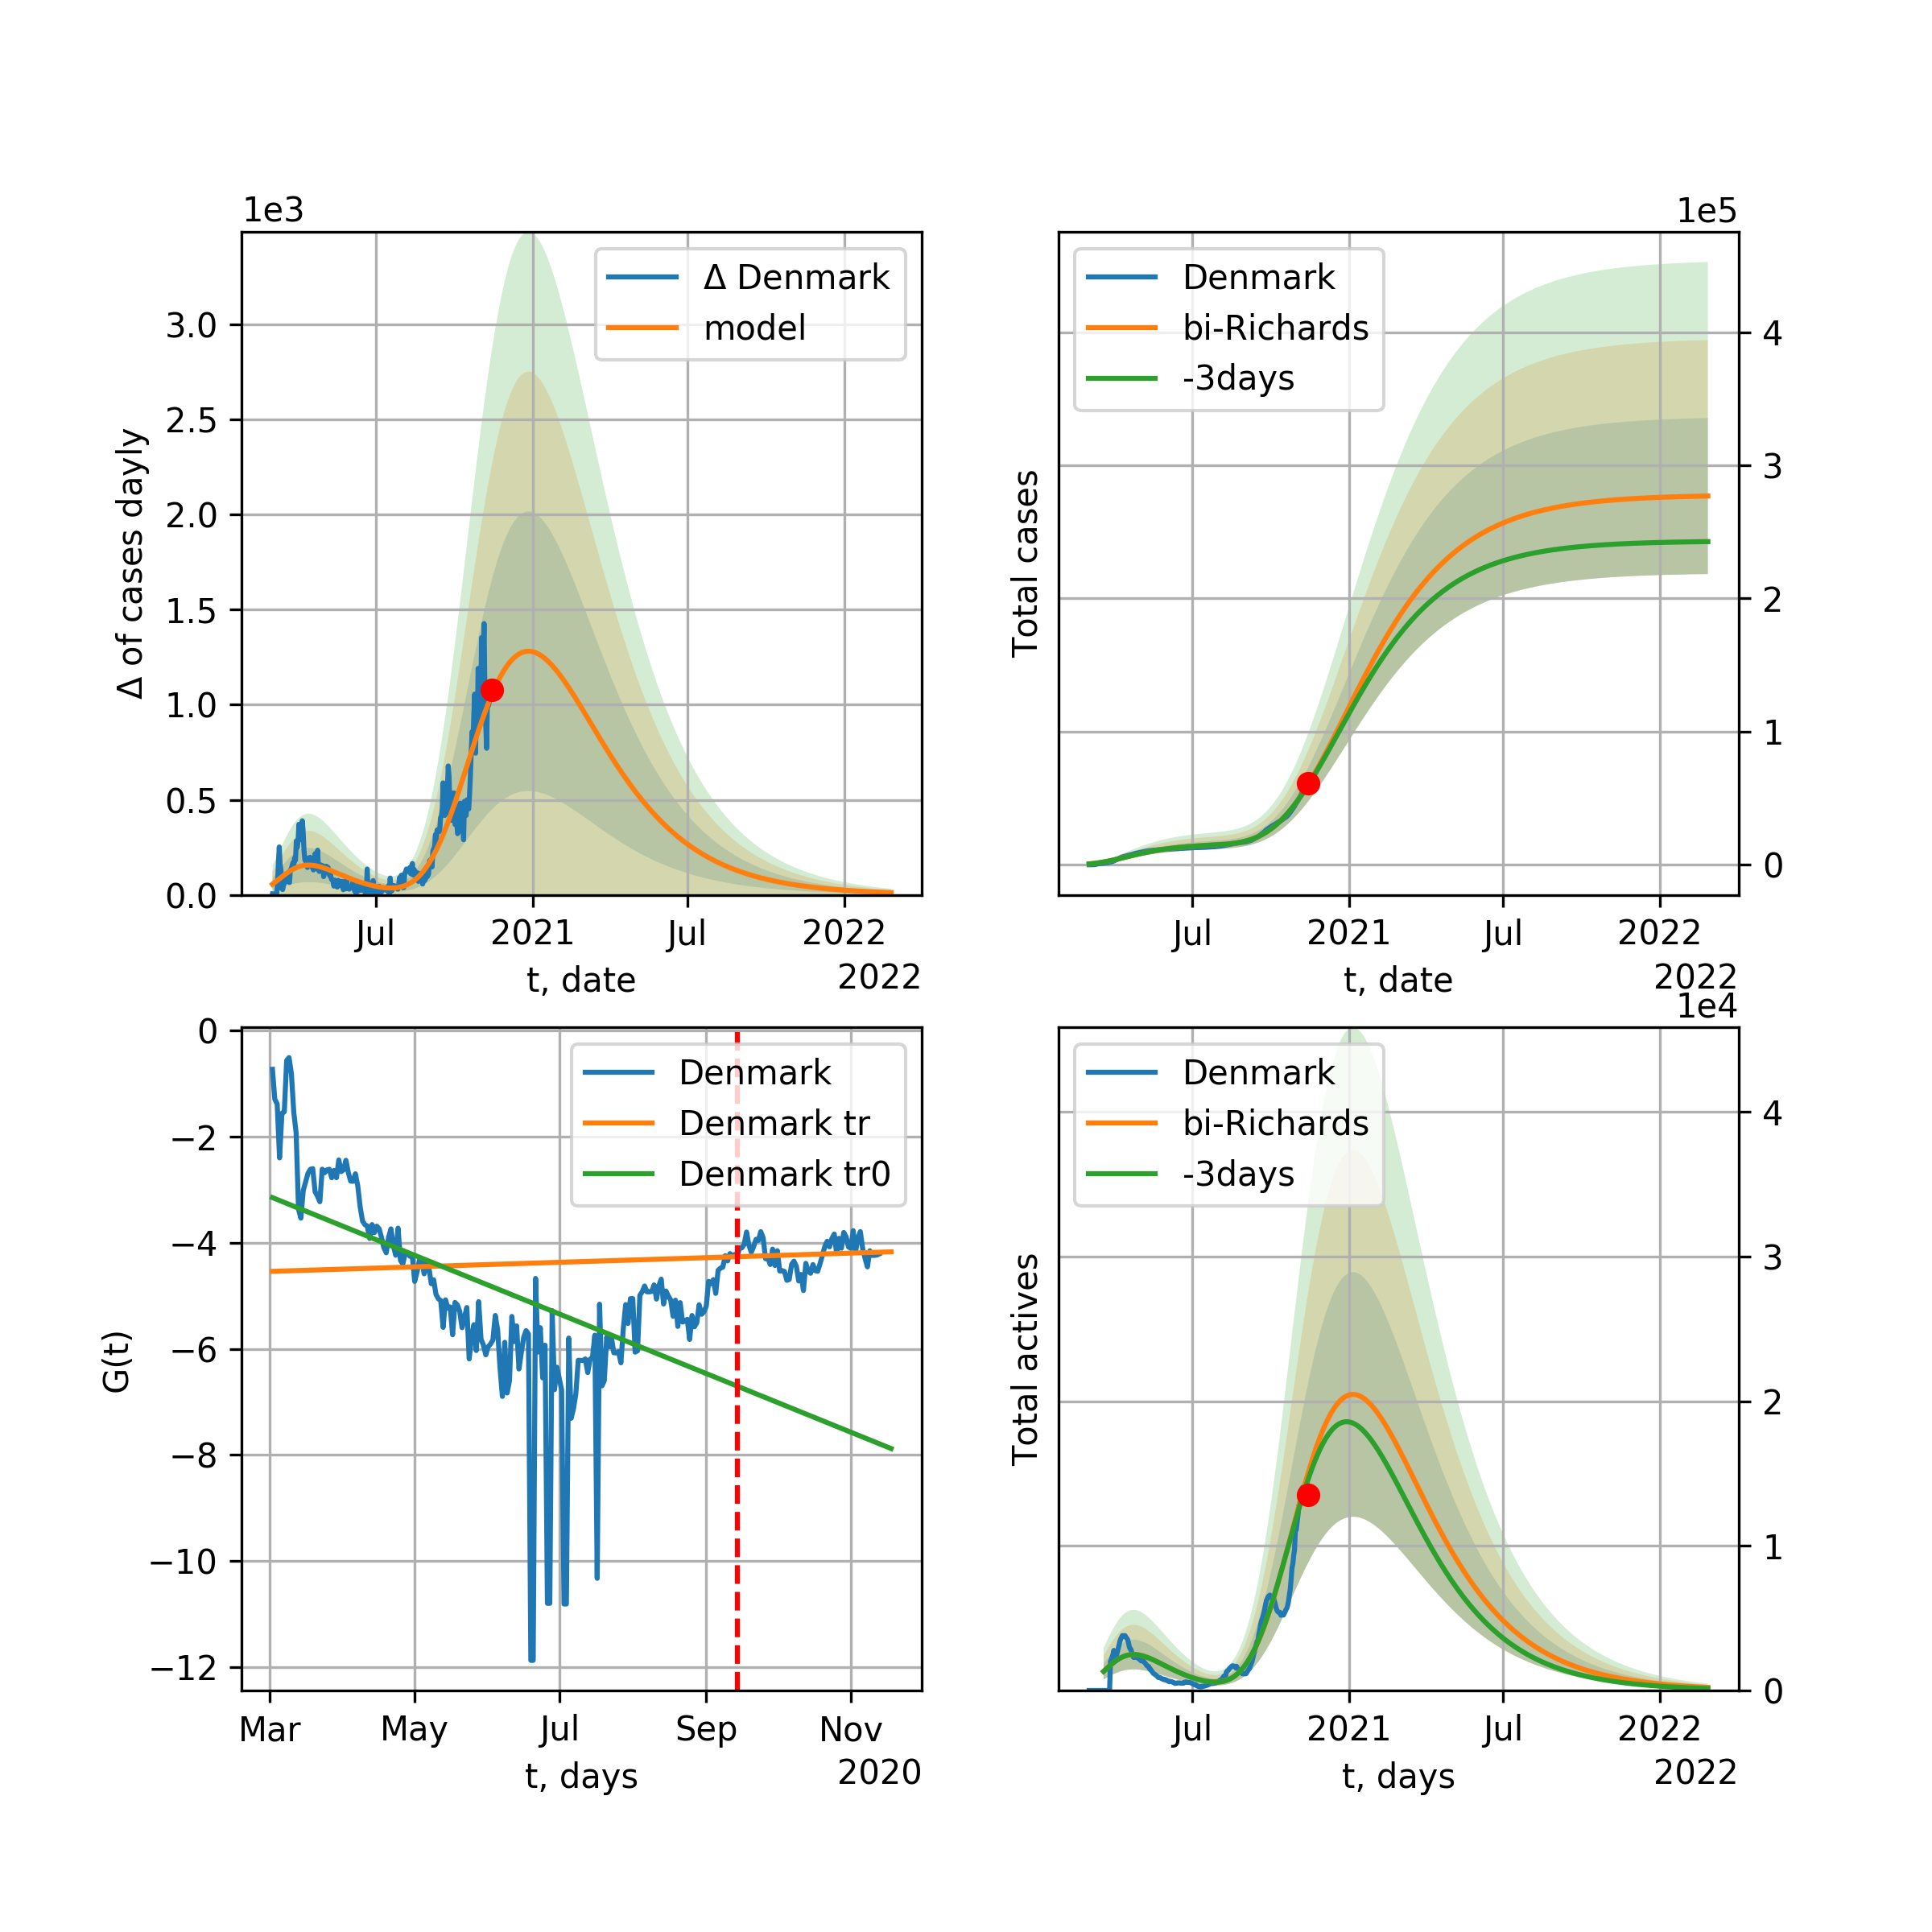 1e3
Δ Denmark
model
3.0
2.5
2.0
1.5
1.0
0.5
0.0
Δ of cases dayly
Jul
2021
Jul
2022
t, date
2022
1e5
Denmark
bi-Richards
-3days
4
3
2
1
0
Total cases
Jul
2021
Jul
2022
t, date
2022
0
−2
−4
−6
−8
−10
−12
G(t)
Denmark
Denmark tr
Denmark tr0
Mar
May
Jul
Sep
Nov
t, days
2020
1e4
Denmark
bi-Richards
-3days
4
3
2
1
0
Total actives
Jul
2021
Jul
2022
t, days
2022